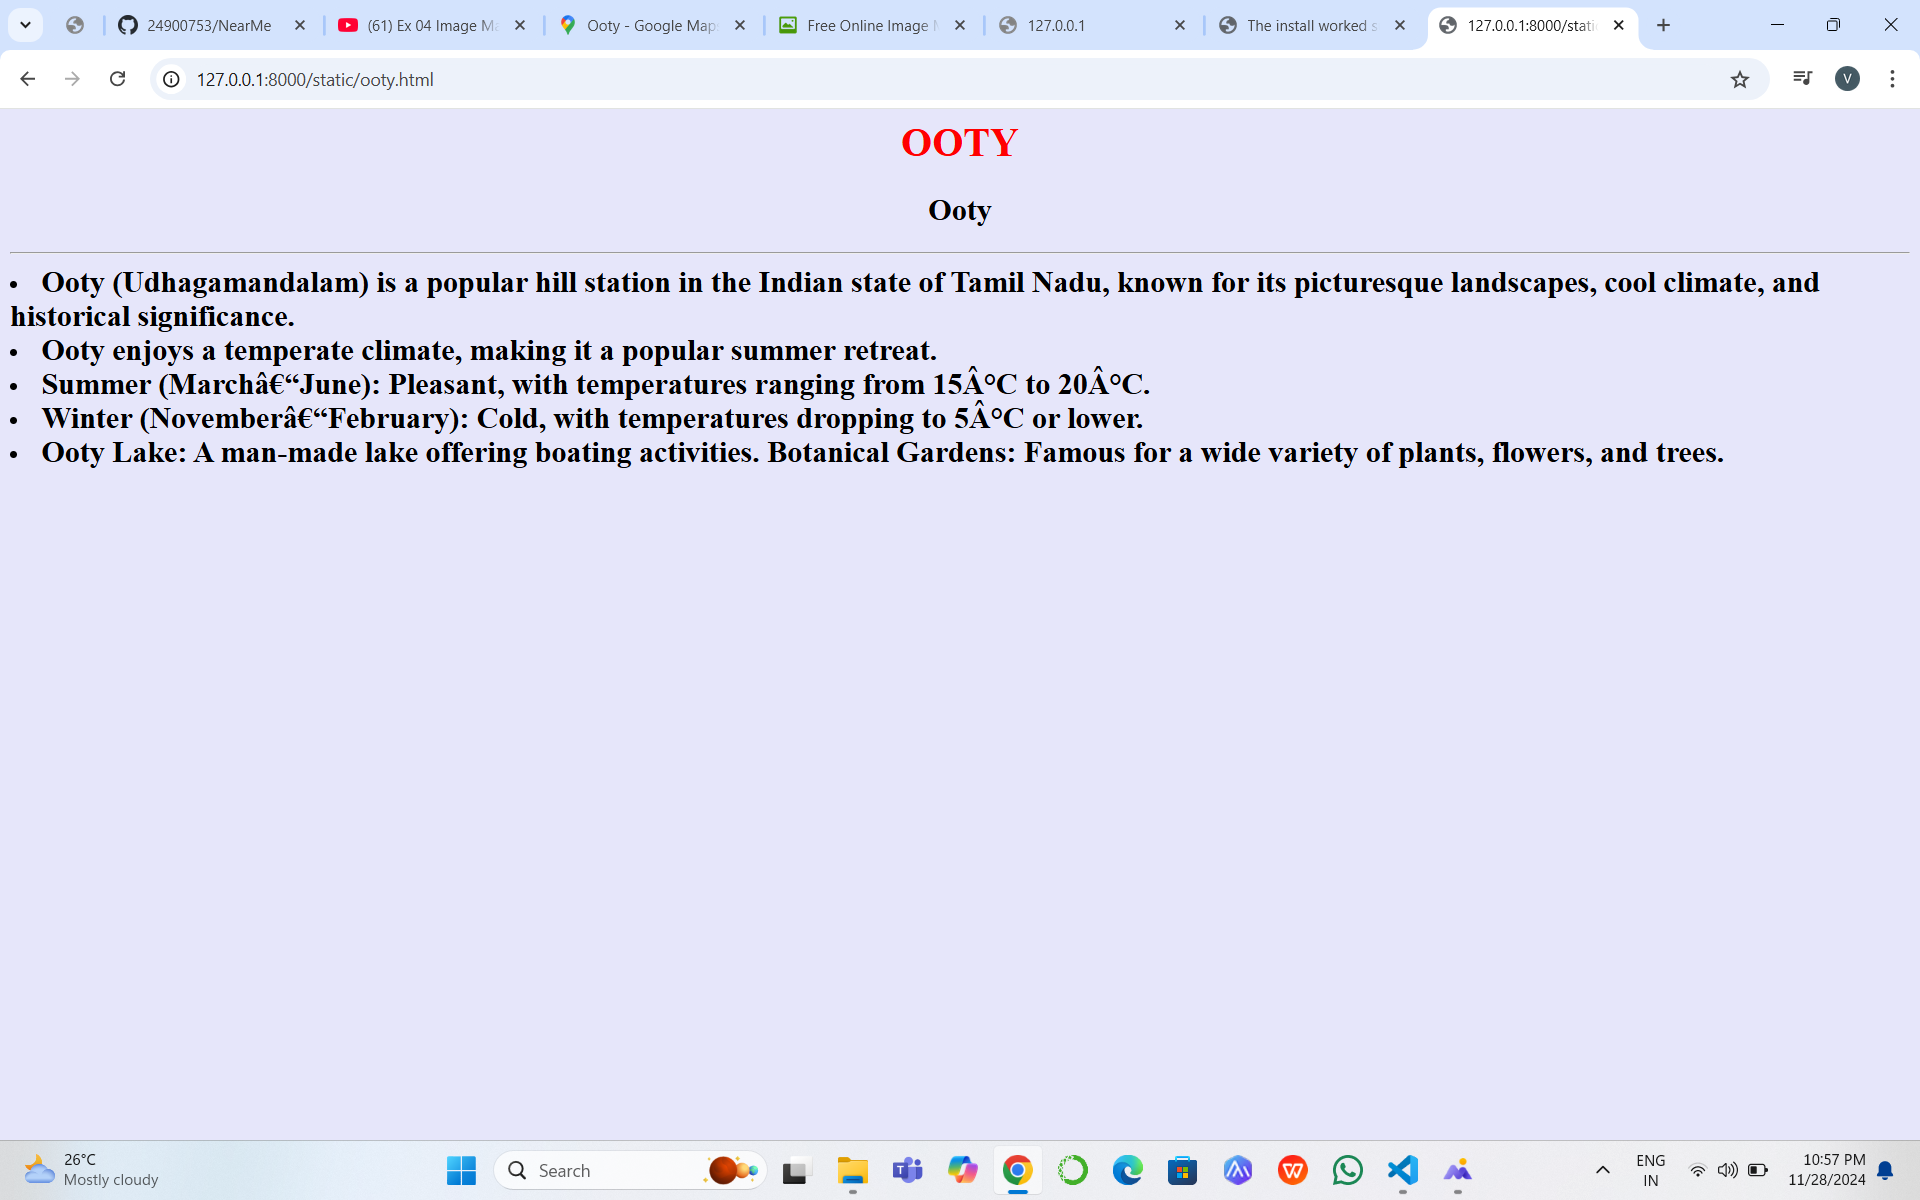 24900753/NearMe
(61) Ex 04 Image Ma
Ooty - Google Maps
Free Online Image M
127.0.0.1
The install worked s
127.0.0.1:8000/stati
127.0.0.1:8000/static/ooty.html
V
OOTY
Ooty
• Ooty (Udhagamandalam) is a popular hill station in the Indian state of Tamil Nadu, known for its picturesque landscapes, cool climate, and
historical significance.
• Ooty enjoys a temperate climate, making it a popular summer retreat.
• Summer (Marchâ€“June): Pleasant, with temperatures ranging from 15Â°C to 20Â°C.
• Winter (Novemberâ€“February): Cold, with temperatures dropping to 5Â°C or lower.
• Ooty Lake: A man-made lake offering boating activities. Botanical Gardens: Famous for a wide variety of plants, flowers, and trees.
26°C
Mostly cloudy
Search
ENG
IN
10:57 PM
11/28/2024